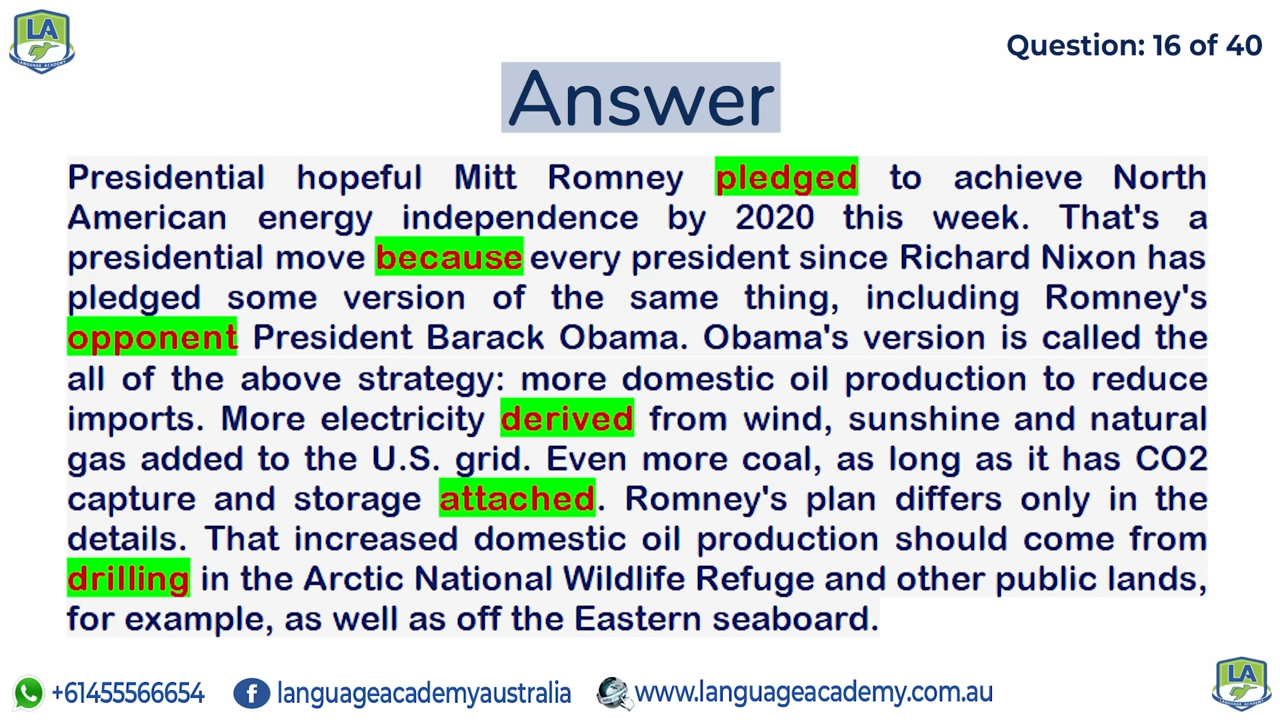 LA
LANGUAGE ACADEMY
Question: 16 of 40
Answer
Presidential hopeful Mitt Romney pledged to achieve North
American energy independence by 2020 this week. That's a
presidential move because every president since Richard Nixon has
pledged some version of the same thing, including Romney's
opponent President Barack Obama. Obama's version is called the
all of the above strategy: more domestic oil production to reduce
imports. More electricity derived from wind, sunshine and natural
gas added to the U.S. grid. Even more coal, as long as it has CO2
capture and storage attached. Romney's plan differs only in the
details. That increased domestic oil production should come from
drilling in the Arctic National Wildlife Refuge and other public lands,
for example, as well as off the Eastern seaboard.
+61455566654 languageacademyaustralia www.languageacademy.com.au
LA